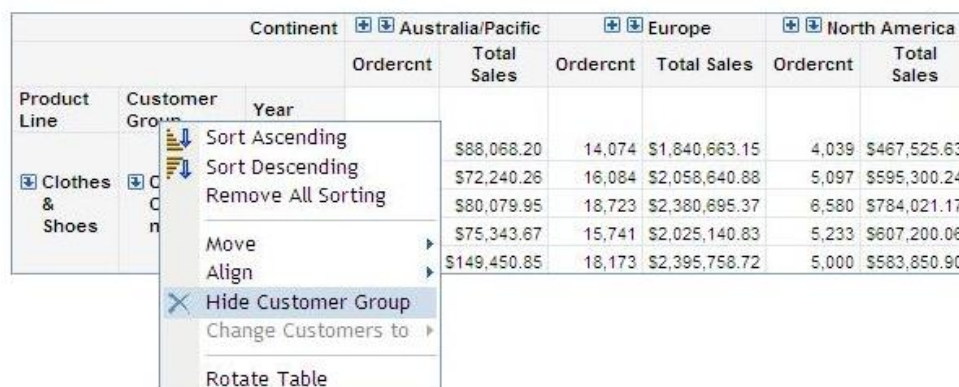 Continent Australia/Pacific Europe North America
Ordercnt Total Sales Ordercnt Total Sales Ordercnt Total Sales
Product Line Customer Group Year
Sort Ascending
Sort Descending
Remove All Sorting
Move
Align
Hide Customer Group
Change Customers to
Rotate Table
Clothes & Shoes
$88,068.20 14,074 $1,840,663.15 4,039 $467,525.63
$72,240.26 16,084 $2,058,640.88 5,097 $595,300.24
$80,079.95 18,723 $2,380,695.37 6,580 $784,021.17
$75,343.67 15,741 $2,025,140.83 5,233 $607,200.06
$149,450.85 18,173 $2,395,758.72 5,000 $583,850.90